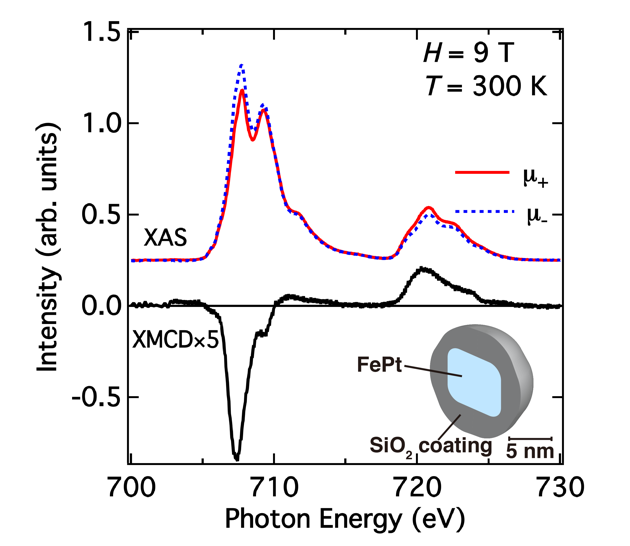 1.5
1.0
0.5
0.0
-0.5
Intensity (arb. units)
H = 9 T
T = 300 K
μ+
μ-
XAS
XMCD×5
FePt
SiO2 coating
5 nm
700
710
720
730
Photon Energy (eV)